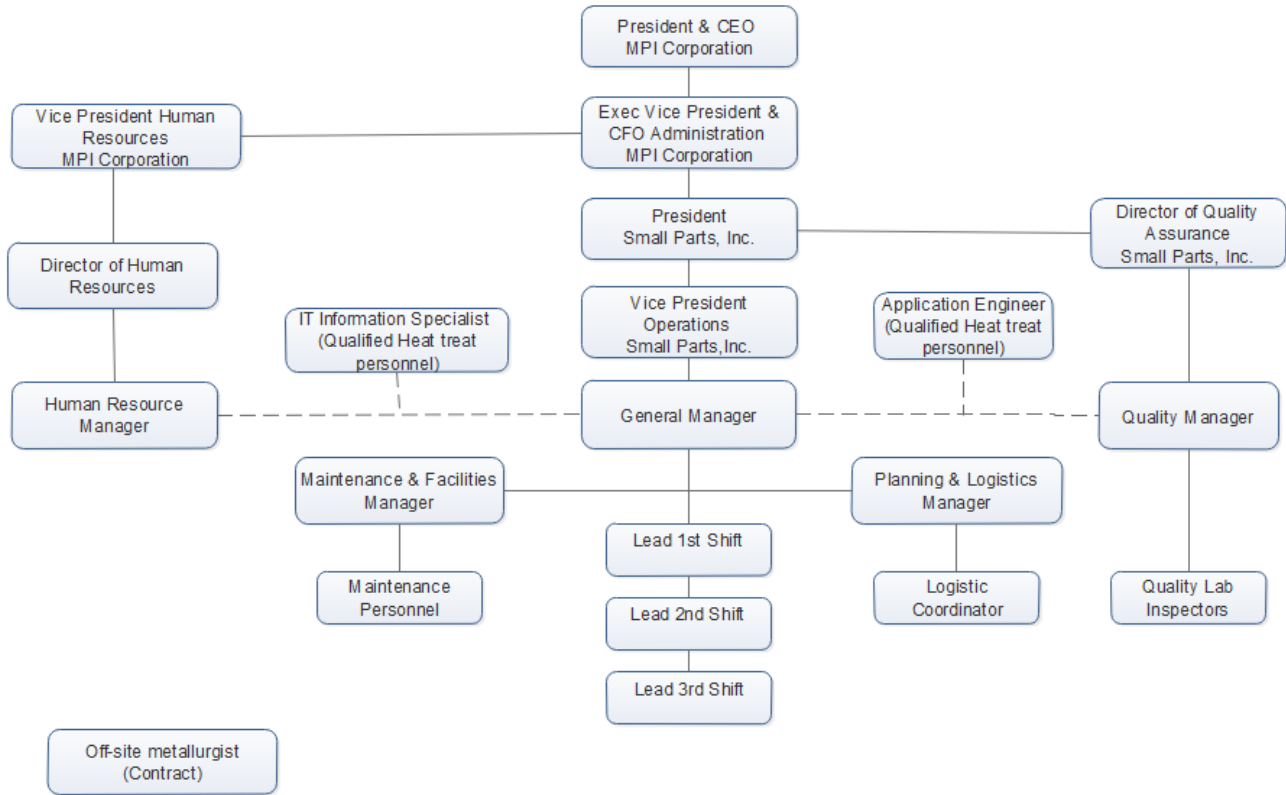 President & CEO
MPI Corporation
Vice President Human
Resources
MPI Corporation
Exec Vice President &
CFO Administration
MPI Corporation
President
Small Parts, Inc.
Director of Quality
Assurance
Small Parts, Inc.
Director of Human
Resources
IT Information Specialist
(Qualified Heat treat
personnel)
Vice President
Operations
Small Parts,Inc.
Application Engineer
(Qualified Heat treat
personnel)
Human Resource
Manager
General Manager
Quality Manager
Maintenance & Facilities
Manager
Planning & Logistics
Manager
Lead 1st Shift
Maintenance
Personnel
Logistic
Coordinator
Quality Lab
Inspectors
Lead 2nd Shift
Lead 3rd Shift
Off-site metallurgist
(Contract)